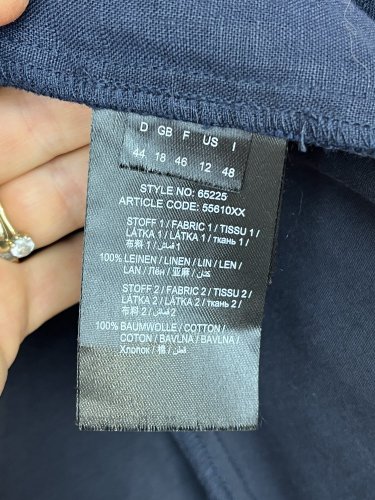 D GB F US I
44 18 46 12 48
STYLE NO: 65225
ARTICLE CODE: 55610XX
STOFF 1 / FABRIC 1 / TISSU 1 /
LÁTKA 1 / LÁTKA 1 / ткань 1 /
布料 1 / قماش 1
100% LEINEN / LINEN / LIN / LEN /
LAN / Лён / 亚麻 / كتان
STOFF 2 / FABRIC 2 / TISSU 2 /
LÁTKA 2 / LÁTKA 2 / ткань 2 /
布料 2 / قماش 2
100% BAUMWOLLE / COTTON /
COTON / BAVLNA / BAVLNA /
Хлопок / 棉 / قطن